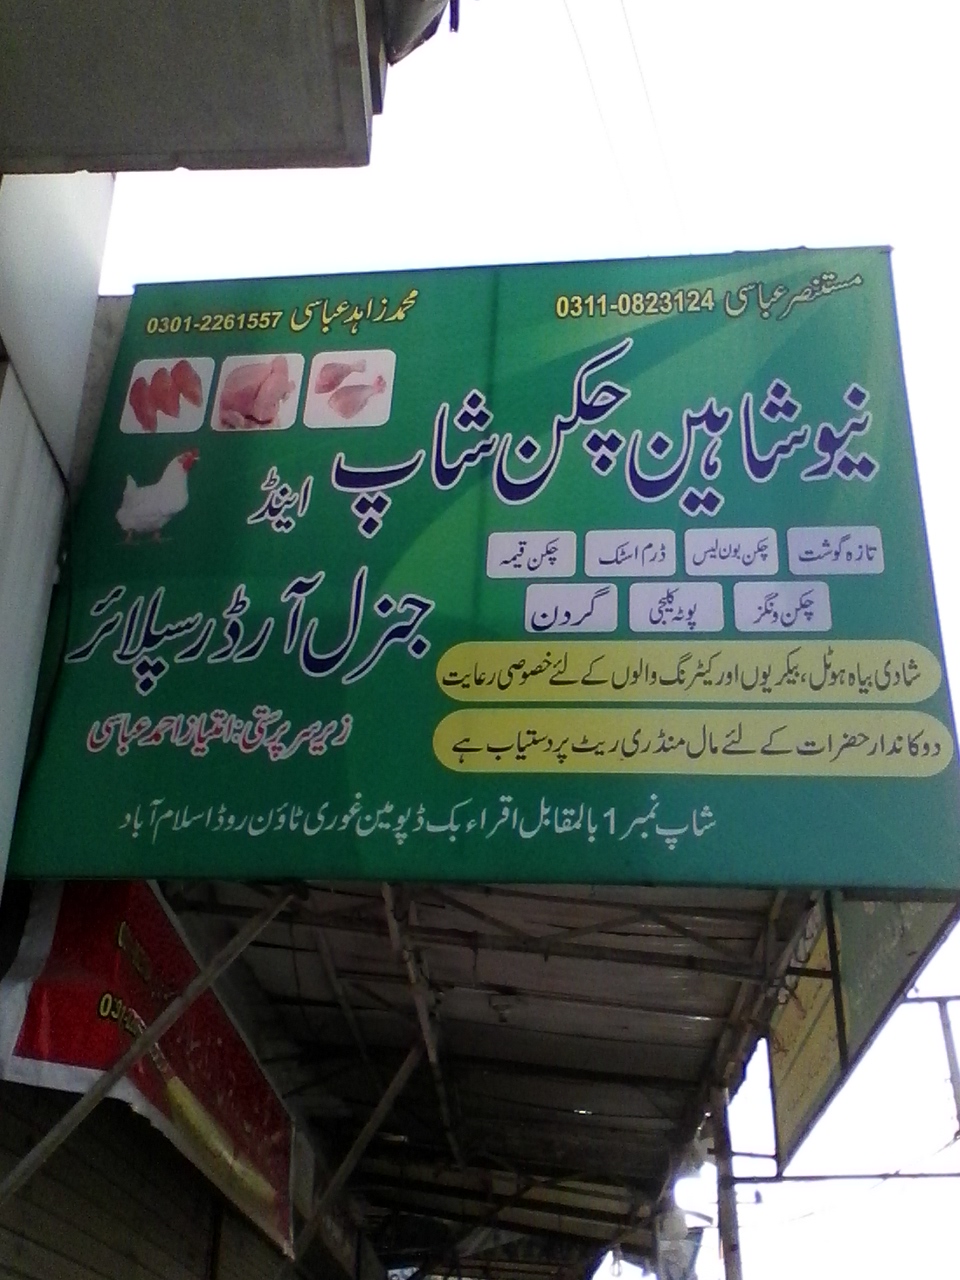 مستنصر عباسی 0311-0823124
محمد زاہد عباسی 0301-2261557
نیو شاہین چکن شاپ اینڈ
جنرل آرڈر سپلائر
تازہ گوشت
چکن بون لیس
ڈرم اسٹک
چکن قیمہ
چکن ونگز
پوٹہ کلیجی
گردن
شادی بیاہ ہوٹل، بیکریوں اور کیٹرنگ والوں کے لئے خصوصی رعایت
دوکاندار حضرات کے لئے مال منڈی ریٹ پر دستیاب ہے
زیر سرپرستی: امتیاز احمد عباسی
شاپ نمبر 1 بالمقابل اقراء بک ڈپو مین غوری ٹاؤن روڈ اسلام آباد